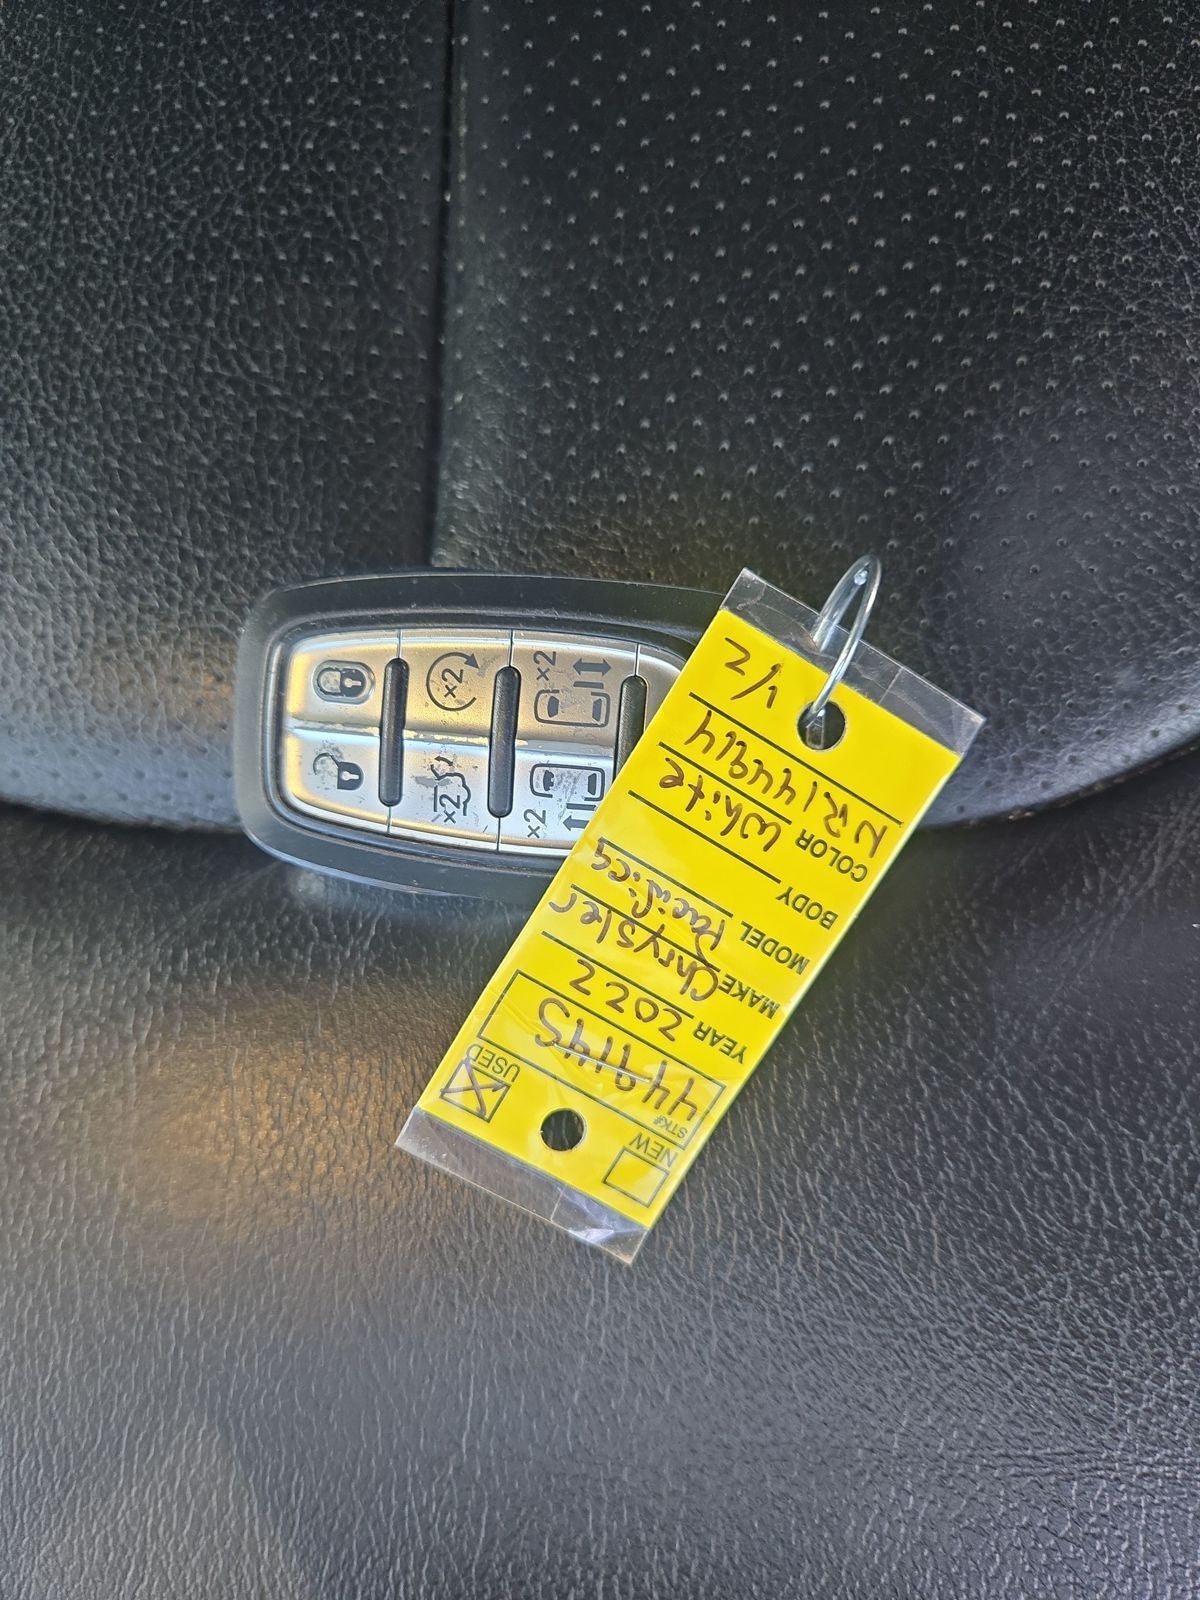 NEW
USED
STK#
44914S
YEAR 2022
MAKE Chrysler
MODEL Pacifica
BODY
COLOR White
NR144914
1/2
x2
x2
x2
x2